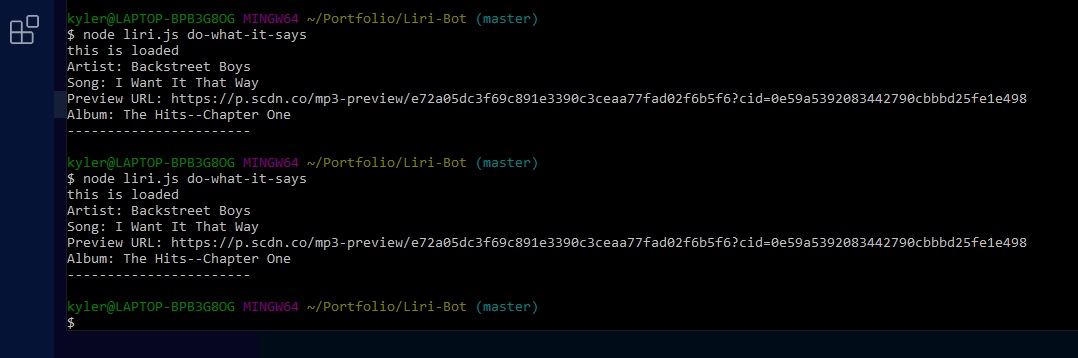 kyler@LAPTOP-BPB3G8OG MINGW64 ~/Portfolio/Liri-Bot (master)
$ node liri.js do-what-it-says
this is loaded
Artist: Backstreet Boys
Song: I Want It That Way
Preview URL: https://p.scdn.co/mp3-preview/e72a05dc3f69c891e3390c3ceaa77fad02f6b5f6?cid=0e59a5392083442790cbbbd25fe1e498
Album: The Hits--Chapter One
-----------------------
kyler@LAPTOP-BPB3G8OG MINGW64 ~/Portfolio/Liri-Bot (master)
$ node liri.js do-what-it-says
this is loaded
Artist: Backstreet Boys
Song: I Want It That Way
Preview URL: https://p.scdn.co/mp3-preview/e72a05dc3f69c891e3390c3ceaa77fad02f6b5f6?cid=0e59a5392083442790cbbbd25fe1e498
Album: The Hits--Chapter One
-----------------------
kyler@LAPTOP-BPB3G8OG MINGW64 ~/Portfolio/Liri-Bot (master)
$